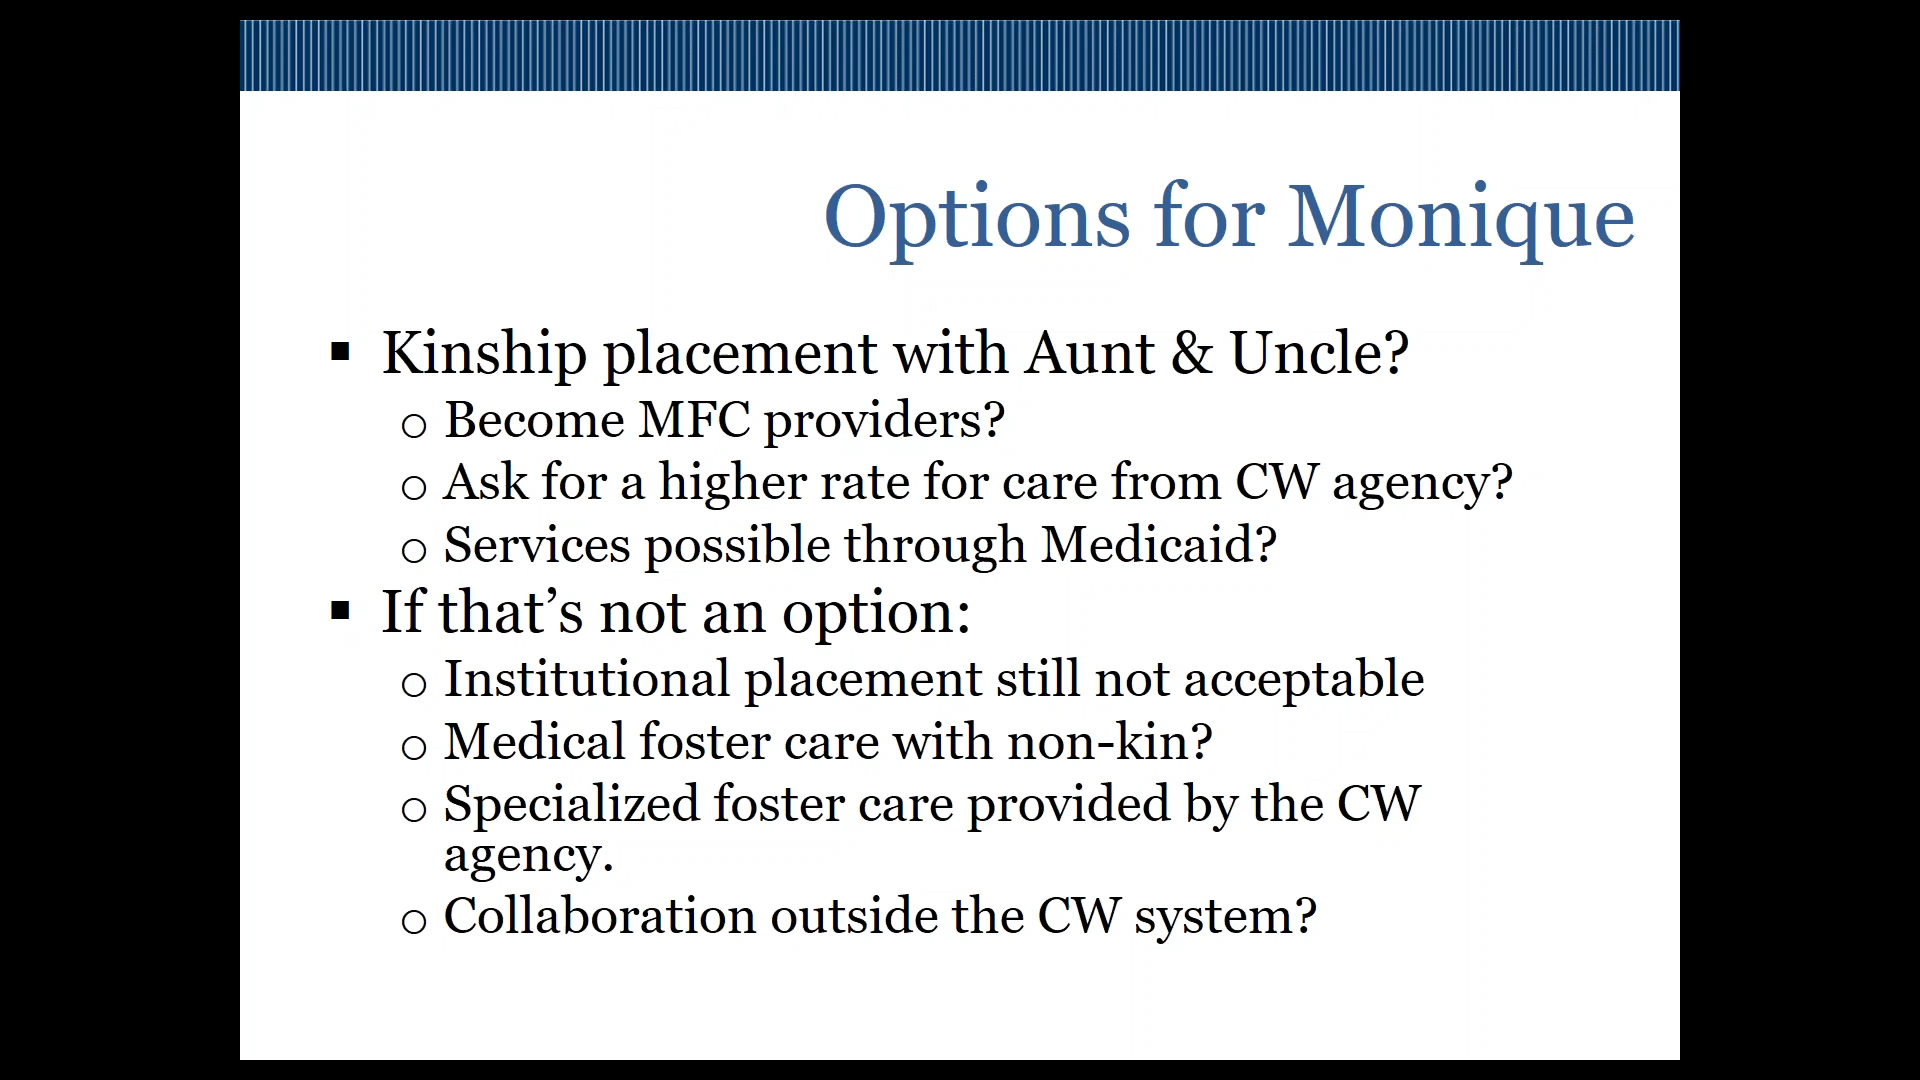 Options for Monique
▪ Kinship placement with Aunt & Uncle?
o Become MFC providers?
o Ask for a higher rate for care from CW agency?
o Services possible through Medicaid?
▪ If that’s not an option:
o Institutional placement still not acceptable
o Medical foster care with non-kin?
o Specialized foster care provided by the CW
agency.
o Collaboration outside the CW system?